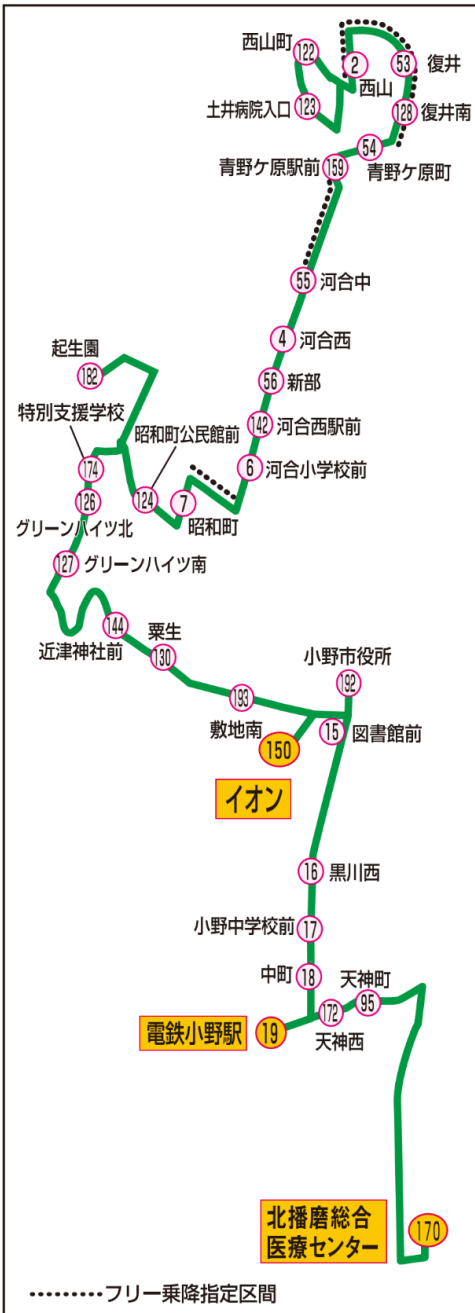 西山町
122
2
西山
53
復井
土井病院入口
123
128
復井南
54
青野ケ原町
青野ケ原駅前
159
55
河合中
4
河合西
56
新部
142
河合西駅前
6
河合小学校前
起生園
182
特別支援学校
174
昭和町公民館前
124
7
昭和町
126
グリーンハイツ北
127
グリーンハイツ南
144
近津神社前
粟生
130
193
敷地南
小野市役所
192
15
図書館前
150
イオン
16
黒川西
小野中学校前
17
中町
18
天神町
95
電鉄小野駅
19
172
天神西
北播磨総合
医療センター
170
フリー乗降指定区間